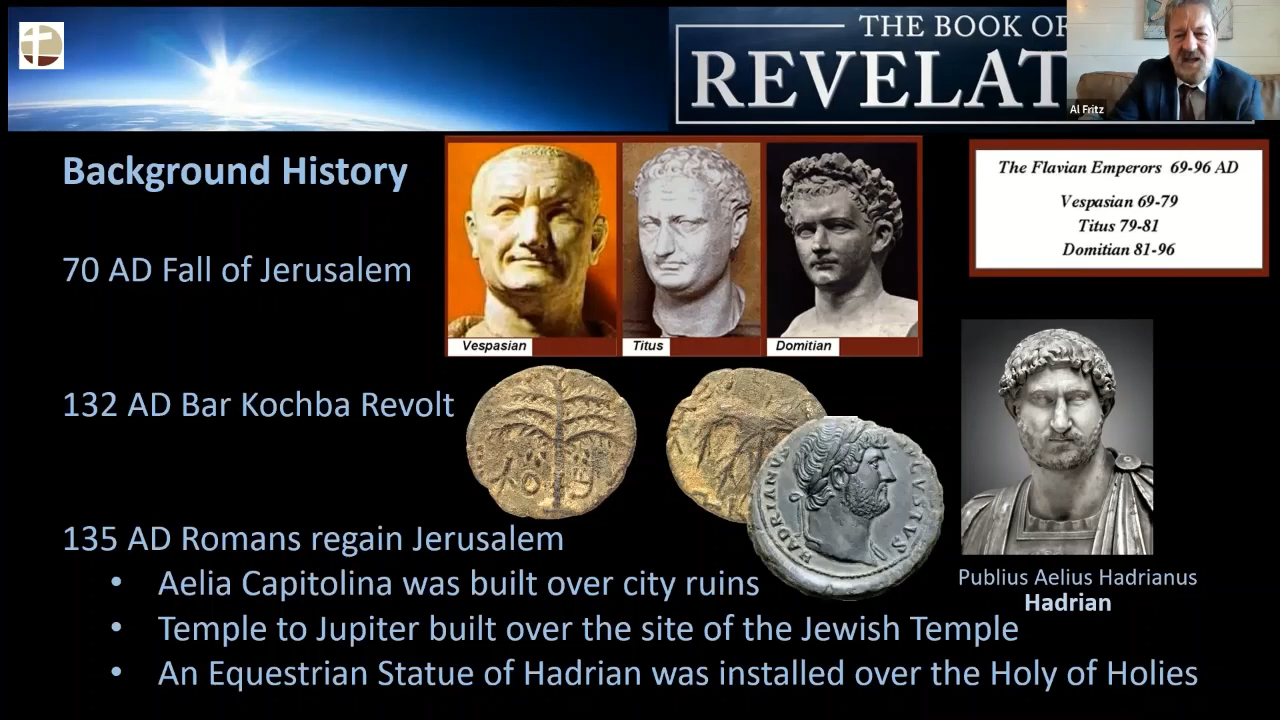 THE BOOK OF
REVELAT
Al Fritz
Background History
The Flavian Emperors 69-96 AD
Vespasian 69-79
Titus 79-81
Domitian 81-96
70 AD Fall of Jerusalem
Vespasian
Titus
Domitian
132 AD Bar Kochba Revolt
HADRIANVS
135 AD Romans regain Jerusalem
• Aelia Capitolina was built over city ruins
Publius Aelius Hadrianus
Hadrian
• Temple to Jupiter built over the site of the Jewish Temple
• An Equestrian Statue of Hadrian was installed over the Holy of Holies